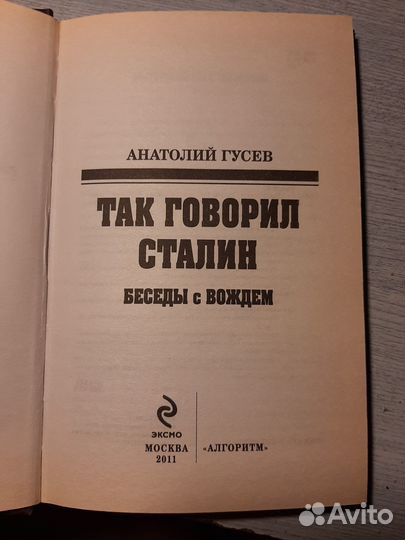 АНАТОЛИЙ ГУСЕВ
ТАК ГОВОРИЛ
СТАЛИН
БЕСЕДЫ с ВОЖДЕМ
ЭКСМО
МОСКВА
2011
«АЛГОРИТМ»
Avito